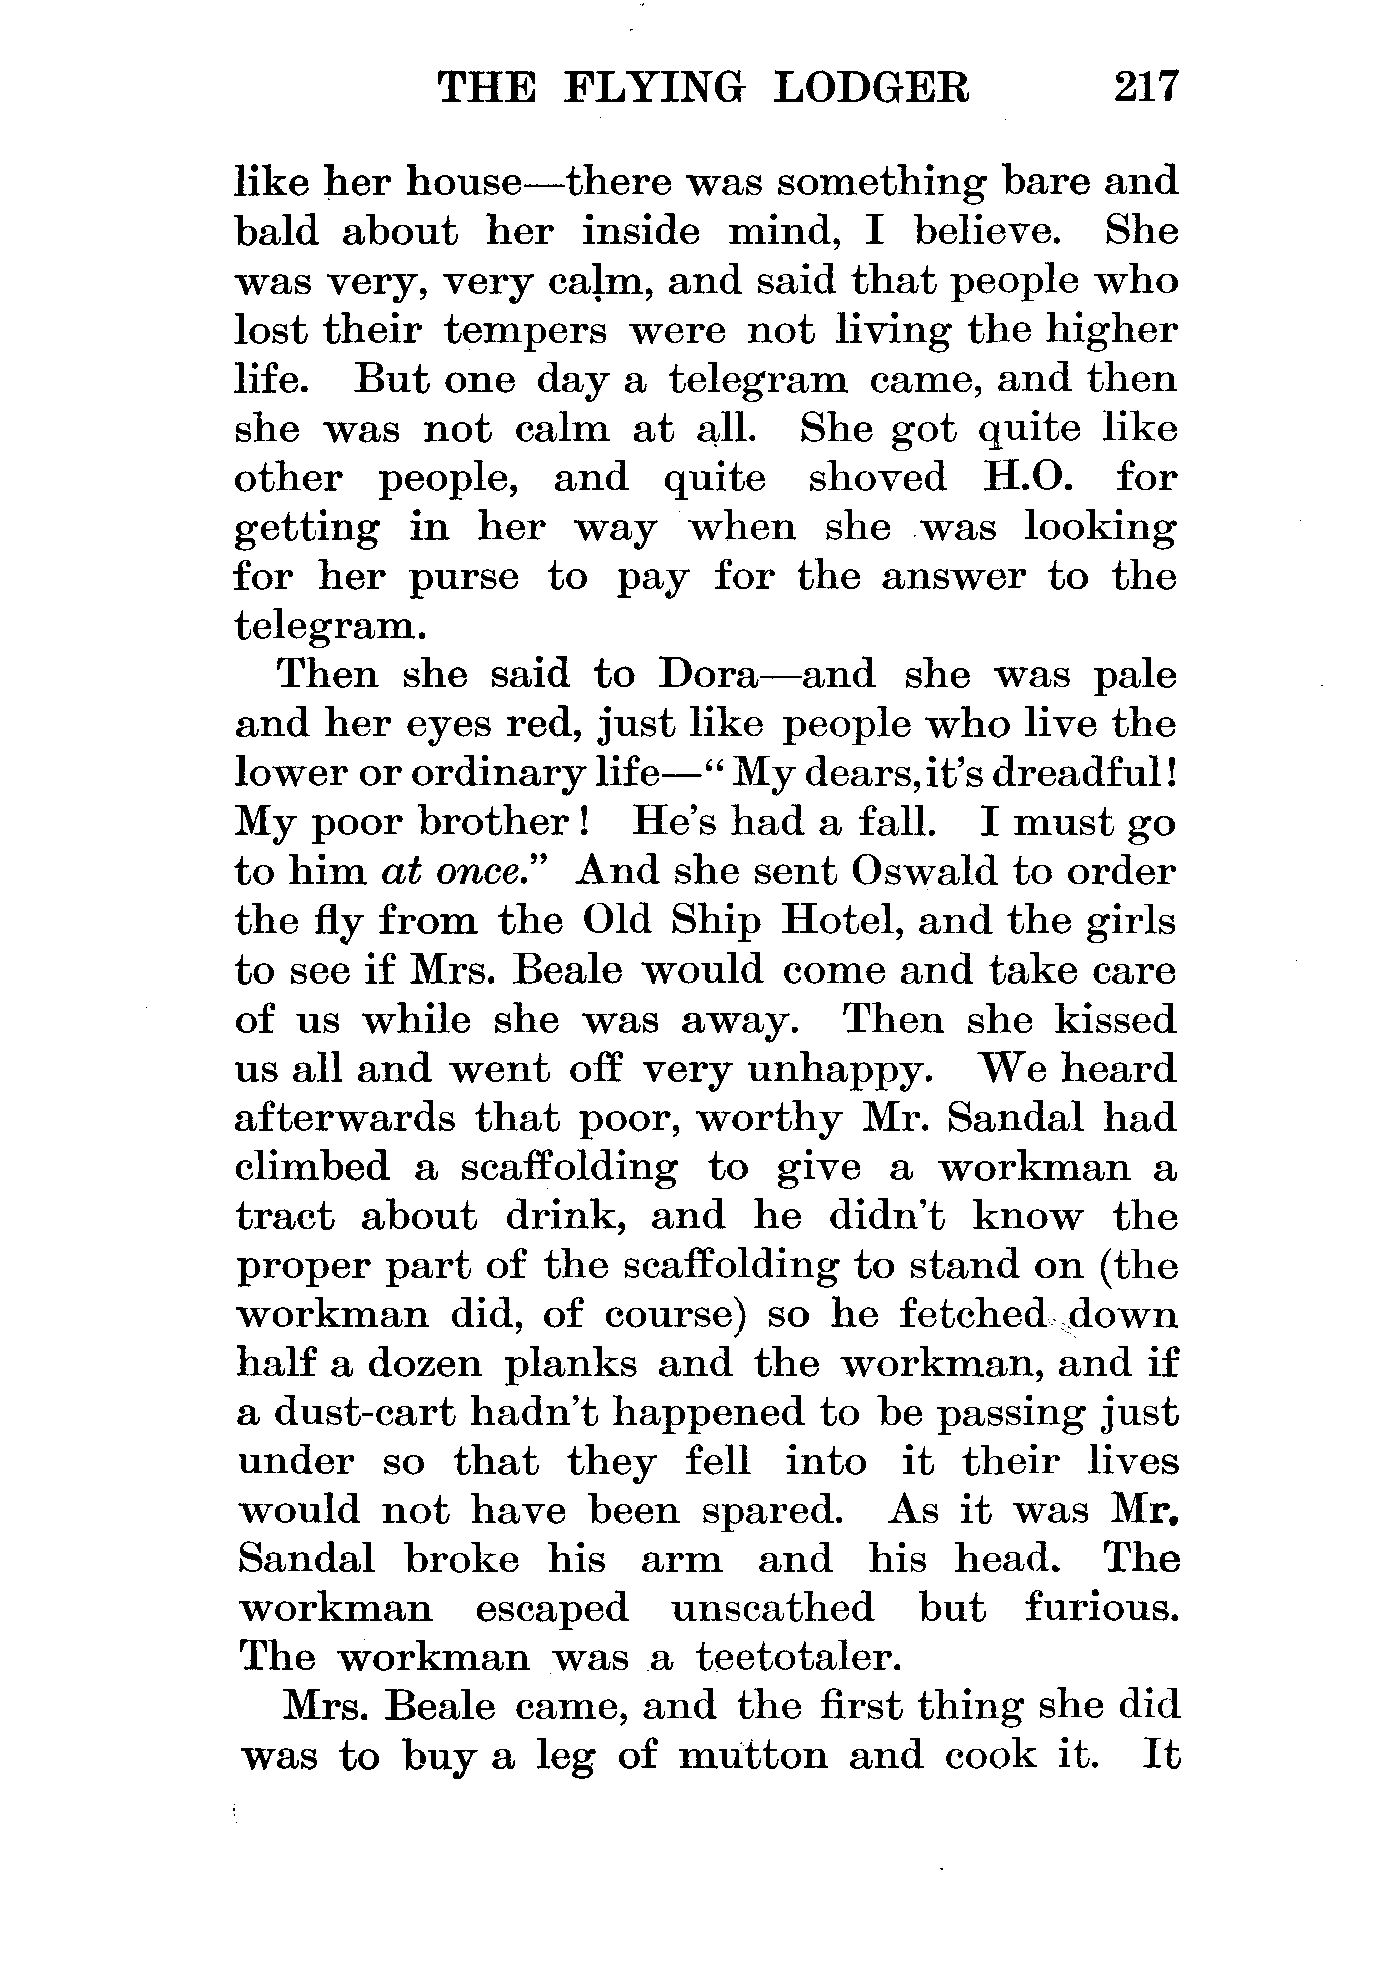 THE FLYING LODGER 217
like her house—there was something bare and
bald about her inside mind, I believe. She
was very, very calm, and said that people who
lost their tempers were not living the higher
life. But one day a telegram came, and then
she was not calm at all. She got quite like
other people, and quite shoved H.O. for
getting in her way when she was looking
for her purse to pay for the answer to the
telegram.
Then she said to Dora—and she was pale
and her eyes red, just like people who live the
lower or ordinary life—“ My dears, it’s dreadful!
My poor brother! He’s had a fall. I must go
to him at once.” And she sent Oswald to order
the fly from the Old Ship Hotel, and the girls
to see if Mrs. Beale would come and take care
of us while she was away. Then she kissed
us all and went off very unhappy. We heard
afterwards that poor, worthy Mr. Sandal had
climbed a scaffolding to give a workman a
tract about drink, and he didn’t know the
proper part of the scaffolding to stand on (the
workman did, of course) so he fetched down
half a dozen planks and the workman, and if
a dust-cart hadn’t happened to be passing just
under so that they fell into it their lives
would not have been spared. As it was Mr.
Sandal broke his arm and his head. The
workman escaped unscathed but furious.
The workman was a teetotaler.
Mrs. Beale came, and the first thing she did
was to buy a leg of mutton and cook it. It